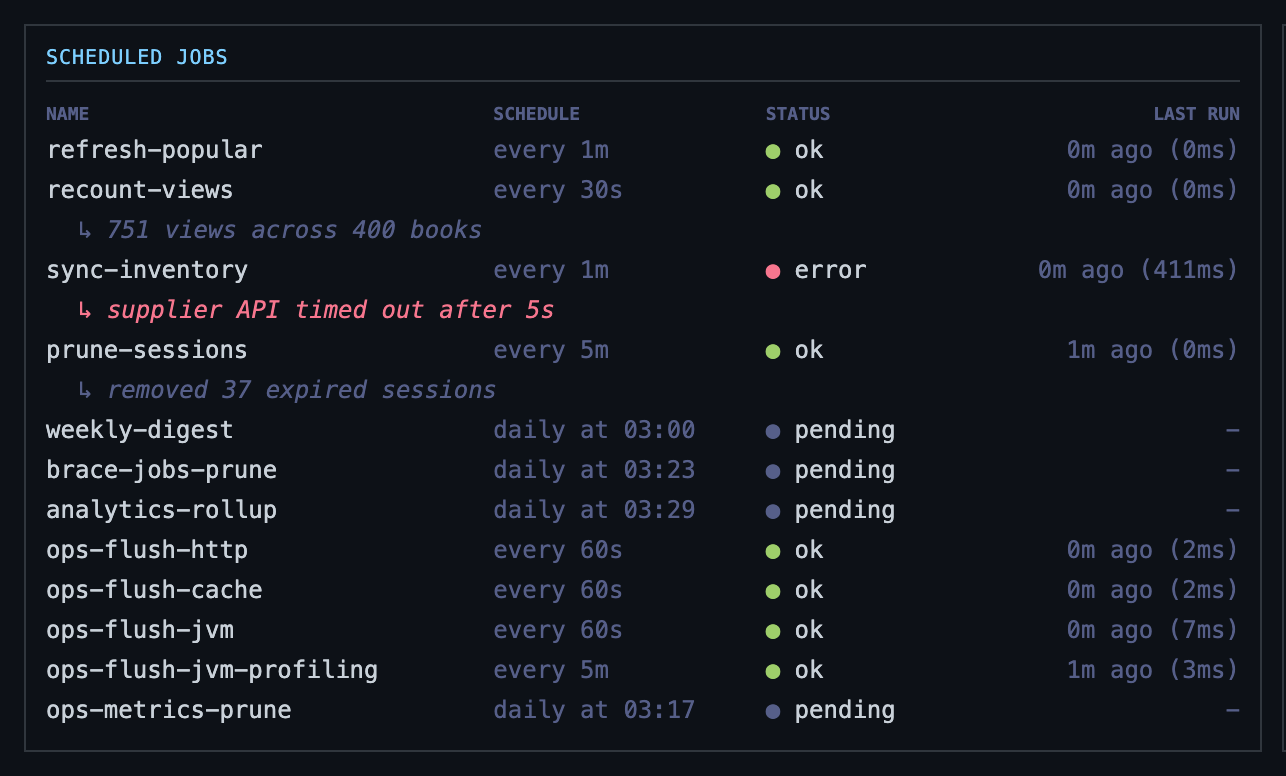 SCHEDULED JOBS
NAME SCHEDULE STATUS LAST RUN
refresh-popular every 1m ● ok 0m ago (0ms)
recount-views every 30s ● ok 0m ago (0ms)
↳ 751 views across 400 books
sync-inventory every 1m ● error 0m ago (411ms)
↳ supplier API timed out after 5s
prune-sessions every 5m ● ok 1m ago (0ms)
↳ removed 37 expired sessions
weekly-digest daily at 03:00 ● pending –
brace-jobs-prune daily at 03:23 ● pending –
analytics-rollup daily at 03:29 ● pending –
ops-flush-http every 60s ● ok 0m ago (2ms)
ops-flush-cache every 60s ● ok 0m ago (2ms)
ops-flush-jvm every 60s ● ok 0m ago (7ms)
ops-flush-jvm-profiling every 5m ● ok 1m ago (3ms)
ops-metrics-prune daily at 03:17 ● pending –